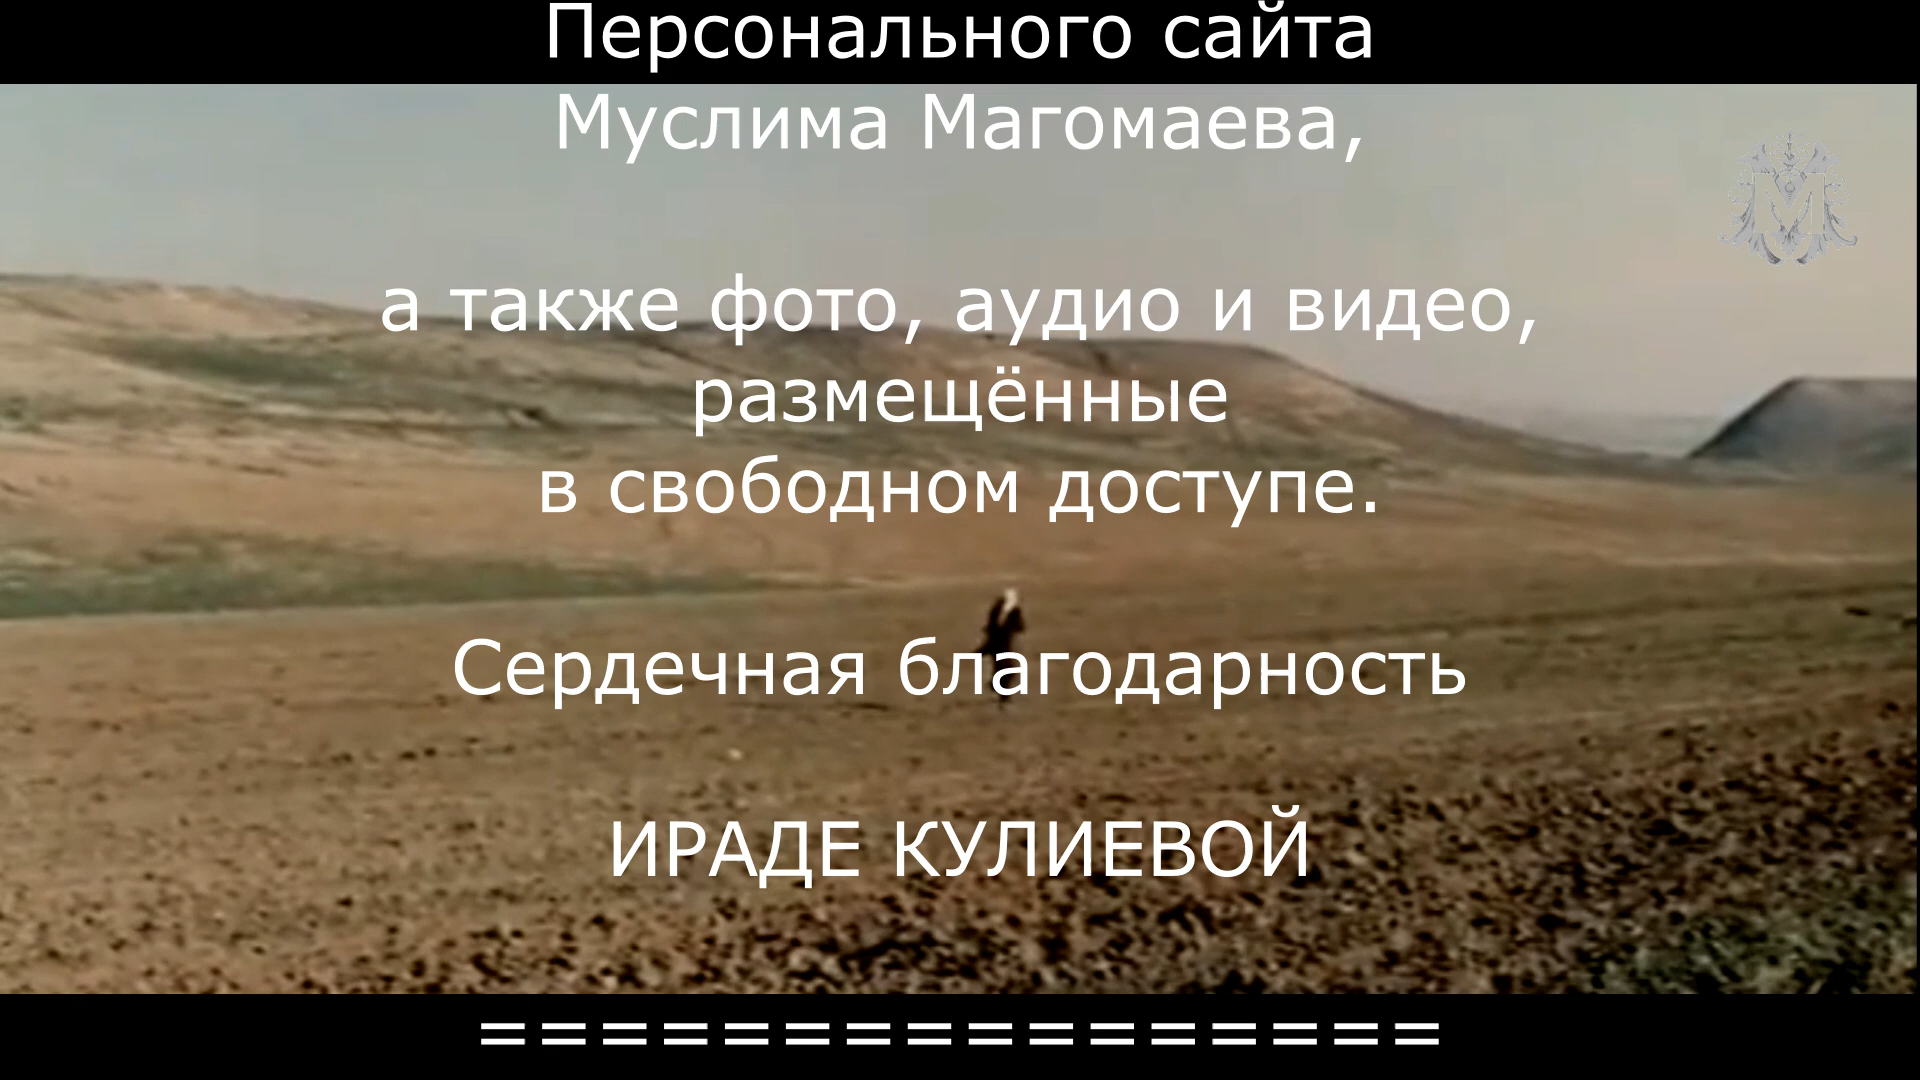 Персонального сайта
Муслима Магомаева,
а также фото, аудио и видео,
размещённые
в свободном доступе.
Сердечная благодарность
ИРАДЕ КУЛИЕВОЙ
================
M